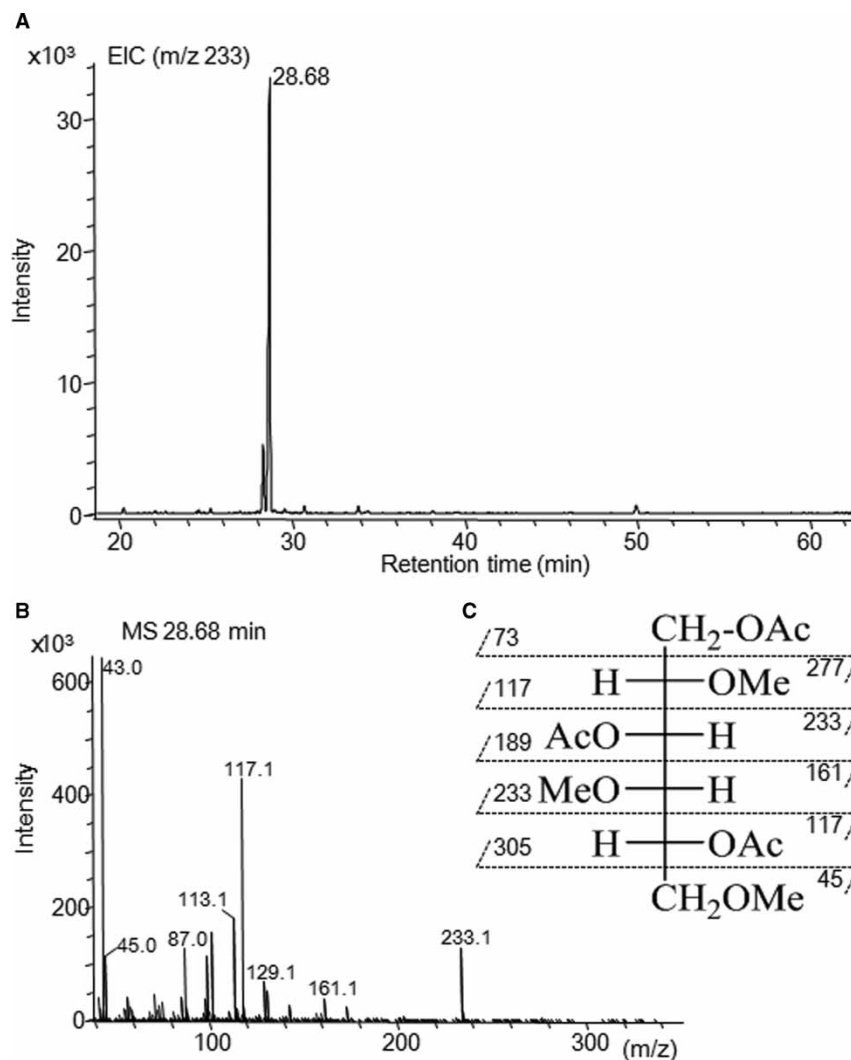 A
x10³ EIC (m/z 233)
28.68
30
20
10
0
Intensity
20 30 40 50 60
Retention time (min)
B
MS 28.68 min
x10³
600
400
200
0
Intensity
43.0
117.1
113.1
45.0
87.0
129.1
161.1
233.1
100 200 300 (m/z)
C
73 CH₂-OAc
277
117 H OMe
233
189 AcO H
161
233 MeO H
117
305 H OAc
45
CH₂OMe